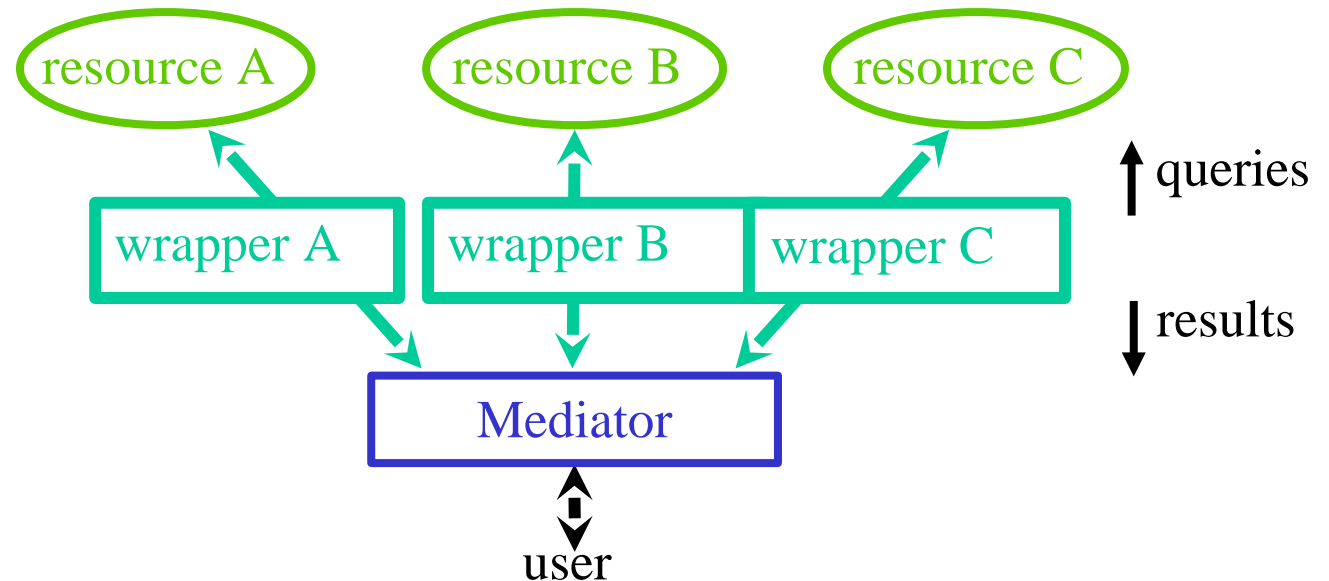 resource A
resource B
resource C
queries
wrapper A
wrapper B
wrapper C
results
Mediator
user